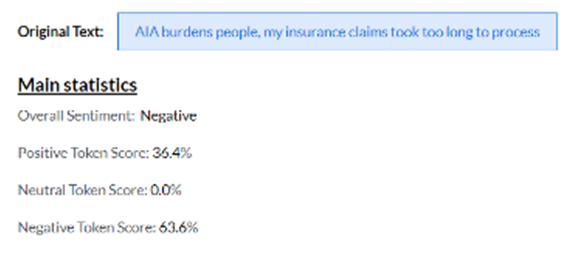 Original Text: AIA burdens people, my insurance claims took too long to process
Main statistics
Overall Sentiment: Negative
Positive Token Score: 36.4%
Neutral Token Score: 0.0%
Negative Token Score: 63.6%